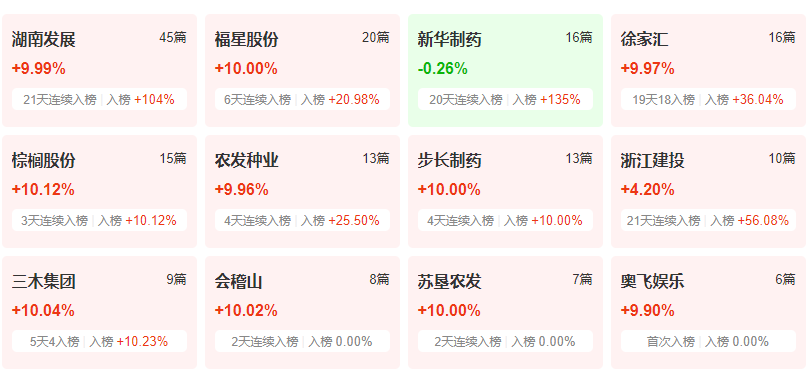 湖南发展 45篇
+9.99%
21天连续入榜 | 入榜 +104%
福星股份 20篇
+10.00%
6天连续入榜 | 入榜 +20.98%
新华制药 16篇
-0.26%
20天连续入榜 | 入榜 +135%
徐家汇 16篇
+9.97%
19天18入榜 | 入榜 +36.04%
棕榈股份 15篇
+10.12%
3天连续入榜 | 入榜 +10.12%
农发种业 13篇
+9.96%
4天连续入榜 | 入榜 +25.50%
步长制药 13篇
+10.00%
4天连续入榜 | 入榜 +10.00%
浙江建投 10篇
+4.20%
21天连续入榜 | 入榜 +56.08%
三木集团 9篇
+10.04%
5天4入榜 | 入榜 +10.23%
会稽山 8篇
+10.02%
2天连续入榜 | 入榜 0.00%
苏垦农发 7篇
+10.00%
2天连续入榜 | 入榜 0.00%
奥飞娱乐 6篇
+9.90%
首次入榜 | 入榜 0.00%